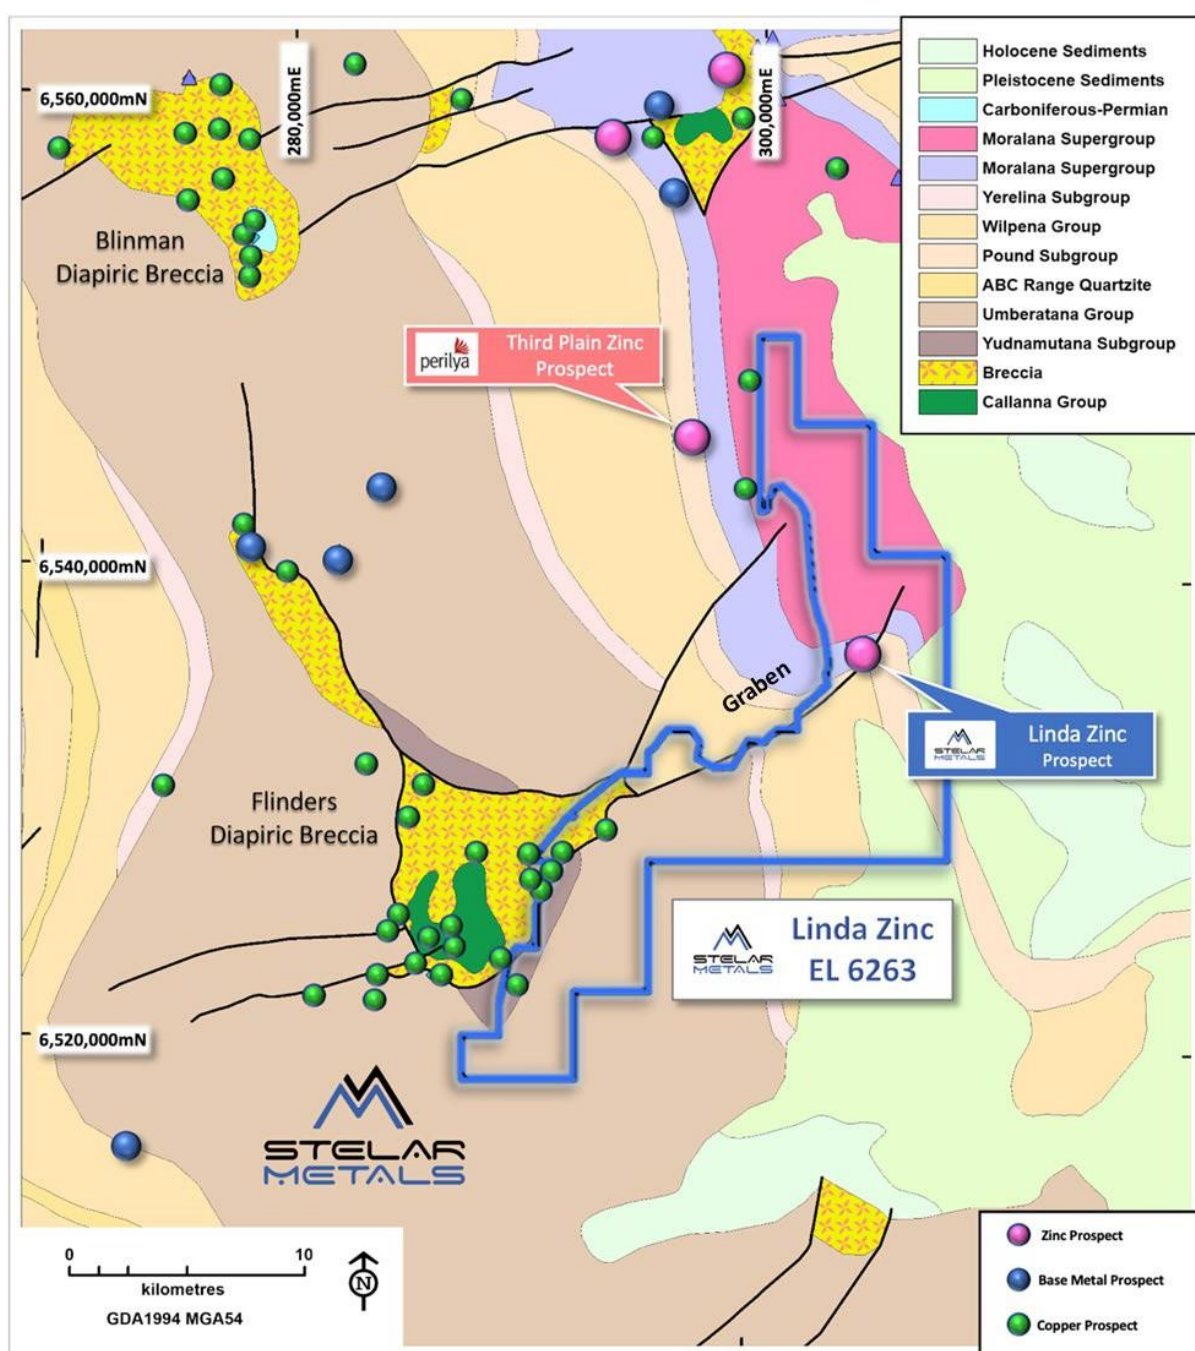 Holocene Sediments
Pleistocene Sediments
Carboniferous-Permian
Moralana Supergroup
Moralana Supergroup
Yerelina Subgroup
Wilpena Group
Pound Subgroup
ABC Range Quartzite
Umberatana Group
Yudnamutana Subgroup
Breccia
Callanna Group
6,560,000mN
280,000mE
300,000mE
Blinman
Diapiric Breccia
perilya
Third Plain Zinc
Prospect
6,540,000mN
Graben
STELAR
METALS
Linda Zinc
Prospect
Flinders
Diapiric Breccia
STELAR
METALS
Linda Zinc
EL 6263
6,520,000mN
STELAR
METALS
0 10
kilometres
GDA1994 MGA54
N
Zinc Prospect
Base Metal Prospect
Copper Prospect